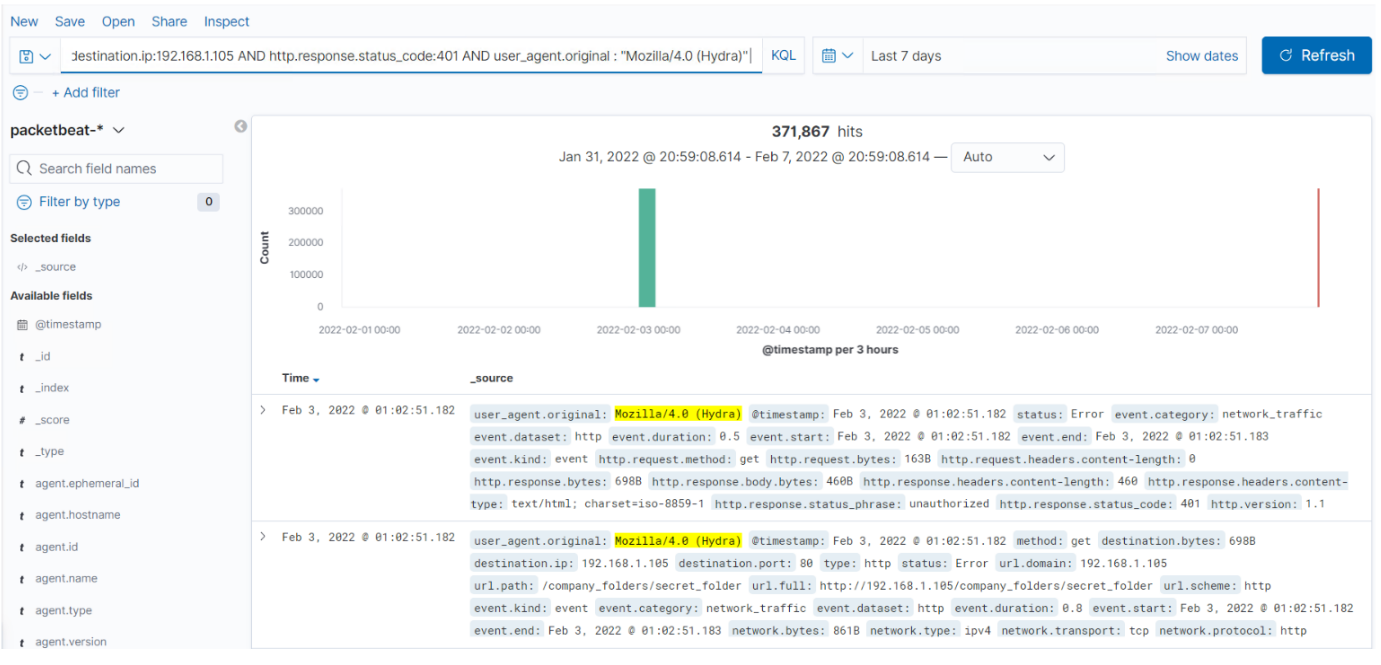 New Save Open Share Inspect
destination.ip:192.168.1.105 AND http.response.status_code:401 AND user_agent.original : "Mozilla/4.0 (Hydra)" KQL Last 7 days Show dates Refresh
+ Add filter
packetbeat-*
371,867 hits
Jan 31, 2022 @ 20:59:08.614 - Feb 7, 2022 @ 20:59:08.614 — Auto
Search field names
Filter by type 0
Selected fields
</> _source
Available fields
@timestamp
t _id
t _index
# _score
t _type
t agent.ephemeral_id
t agent.hostname
t agent.id
t agent.name
t agent.type
t agent.version
Count
300000
200000
100000
0
2022-02-01 00:00 2022-02-02 00:00 2022-02-03 00:00 2022-02-04 00:00 2022-02-05 00:00 2022-02-06 00:00 2022-02-07 00:00
@timestamp per 3 hours
Time _source
Feb 3, 2022 @ 01:02:51.182 user_agent.original: Mozilla/4.0 (Hydra) @timestamp: Feb 3, 2022 @ 01:02:51.182 status: Error event.category: network_traffic
event.dataset: http event.duration: 0.5 event.start: Feb 3, 2022 @ 01:02:51.182 event.end: Feb 3, 2022 @ 01:02:51.183
event.kind: event http.request.method: get http.request.bytes: 163B http.request.headers.content-length: 0
http.response.bytes: 698B http.response.body.bytes: 460B http.response.headers.content-length: 460 http.response.headers.content-
type: text/html; charset=iso-8859-1 http.response.status_phrase: unauthorized http.response.status_code: 401 http.version: 1.1
Feb 3, 2022 @ 01:02:51.182 user_agent.original: Mozilla/4.0 (Hydra) @timestamp: Feb 3, 2022 @ 01:02:51.182 method: get destination.bytes: 698B
destination.ip: 192.168.1.105 destination.port: 80 type: http status: Error url.domain: 192.168.1.105
url.path: /company_folders/secret_folder url.full: http://192.168.1.105/company_folders/secret_folder url.scheme: http
event.kind: event event.category: network_traffic event.dataset: http event.duration: 0.8 event.start: Feb 3, 2022 @ 01:02:51.182
event.end: Feb 3, 2022 @ 01:02:51.183 network.bytes: 861B network.type: ipv4 network.transport: tcp network.protocol: http